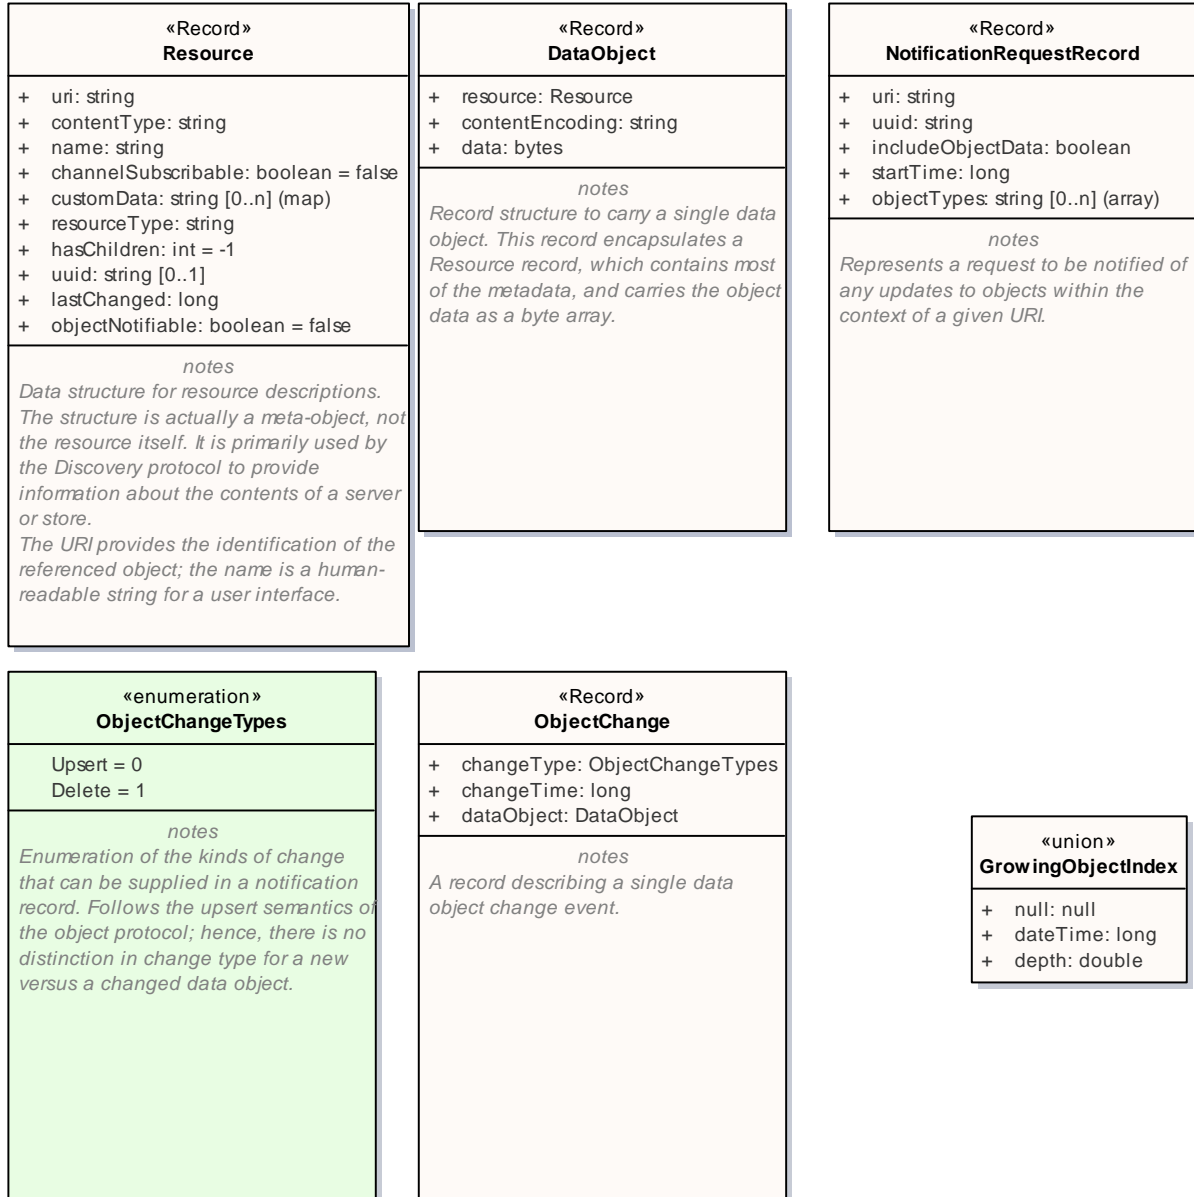 «Record»
Resource
+ uri: string
+ contentType: string
+ name: string
+ channelSubscribable: boolean = false
+ customData: string [0..n] (map)
+ resourceType: string
+ hasChildren: int = -1
+ uuid: string [0..1]
+ lastChanged: long
+ objectNotifiable: boolean = false
notes
Data structure for resource descriptions.
The structure is actually a meta-object, not
the resource itself. It is primarily used by
the Discovery protocol to provide
information about the contents of a server
or store.
The URI provides the identification of the
referenced object; the name is a human-
readable string for a user interface.
«Record»
DataObject
+ resource: Resource
+ contentEncoding: string
+ data: bytes
notes
Record structure to carry a single data
object. This record encapsulates a
Resource record, which contains most
of the metadata, and carries the object
data as a byte array.
«Record»
NotificationRequestRecord
+ uri: string
+ uuid: string
+ includeObjectData: boolean
+ startTime: long
+ objectTypes: string [0..n] (array)
notes
Represents a request to be notified of
any updates to objects within the
context of a given URI.
«enumeration»
ObjectChangeTypes
Upsert = 0
Delete = 1
notes
Enumeration of the kinds of change
that can be supplied in a notification
record. Follows the upsert semantics of
the object protocol; hence, there is no
distinction in change type for a new
versus a changed data object.
«Record»
ObjectChange
+ changeType: ObjectChangeTypes
+ changeTime: long
+ dataObject: DataObject
notes
A record describing a single data
object change event.
«union»
GrowingObjectIndex
+ null: null
+ dateTime: long
+ depth: double